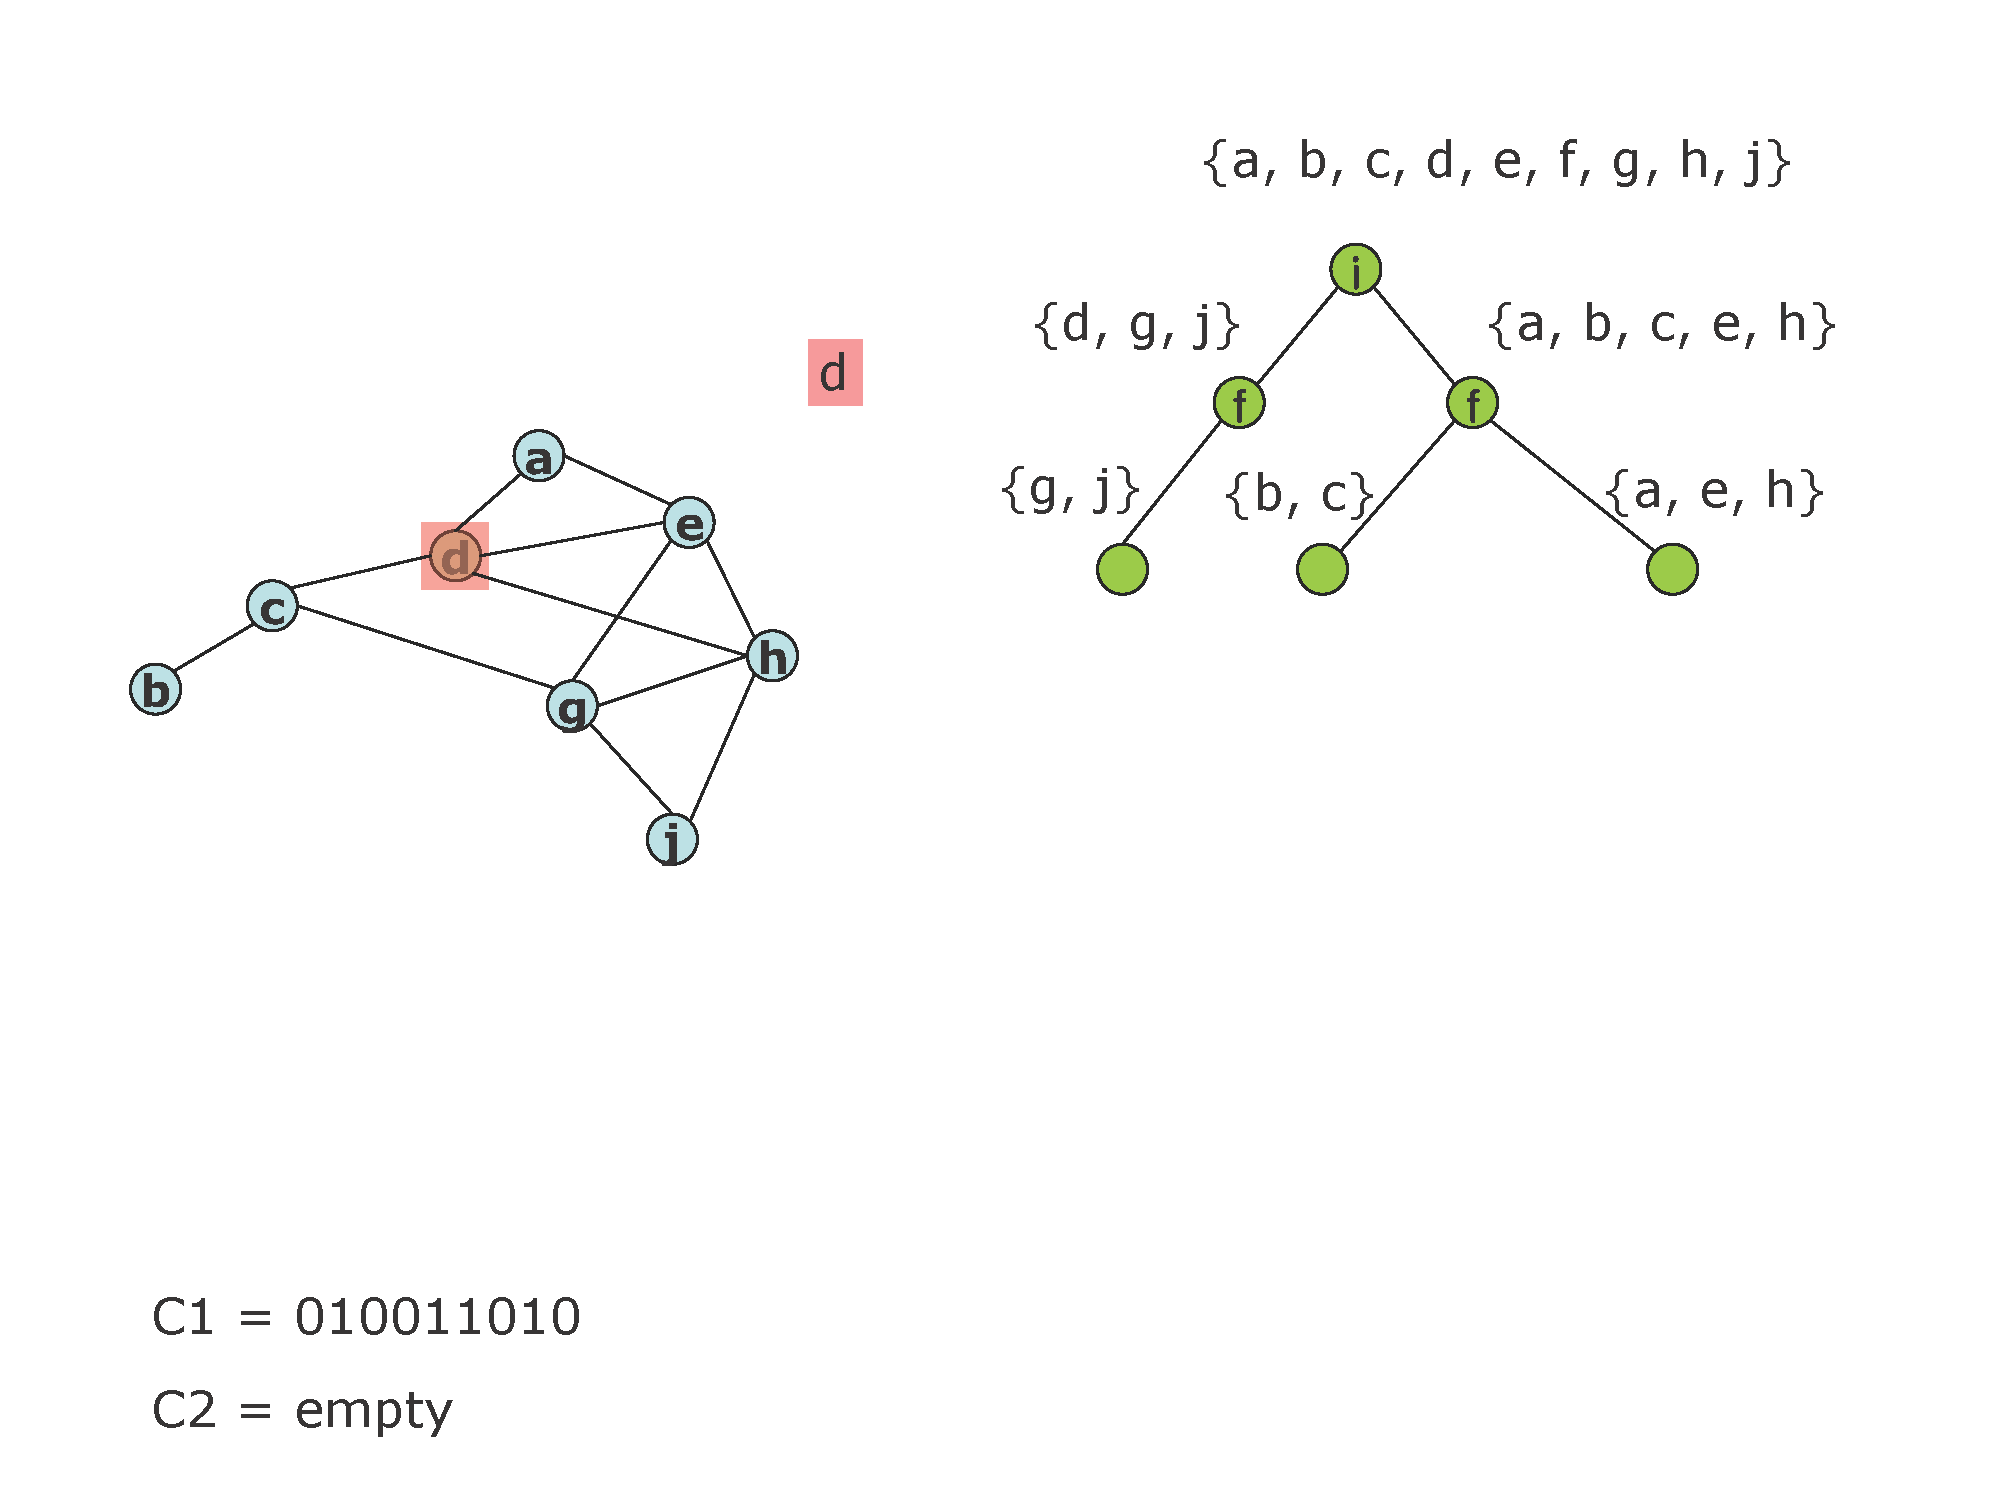 {a, b, c, d, e, f, g, h, j}
i
{d, g, j} {a, b, c, e, h}
d
f f
a
{g, j} {b, c} {a, e, h}
e
d
c
h
b
g
j
C1 = 010011010
C2 = empty